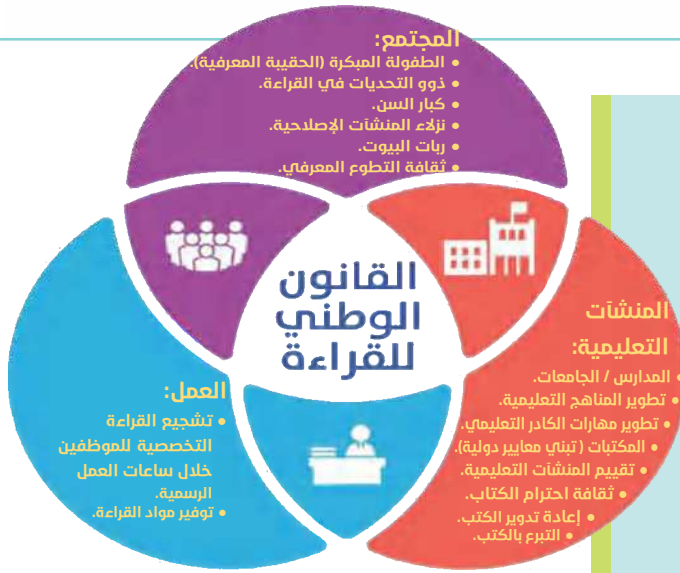 المجتمع:
• الطفولة المبكرة (الحقيبة المعرفية).
• ذوو التحديات في القراءة.
• كبار السن.
• نزلاء المنشآت الإصلاحية.
• ربات البيوت.
• ثقافة التطوع المعرفي.
القانون
الوطني
للقراءة
المنشآت
التعليمية:
• المدارس / الجامعات.
• تطوير المناهج التعليمية.
• تطوير مهارات الكادر التعليمي.
• المكتبات (تبني معايير دولية).
• تقييم المنشآت التعليمية.
• ثقافة احترام الكتاب.
• إعادة تدوير الكتب.
• التبرع بالكتب.
العمل:
• تشجيع القراءة
التخصصية للموظفين
خلال ساعات العمل
الرسمية.
• توفير مواد القراءة.